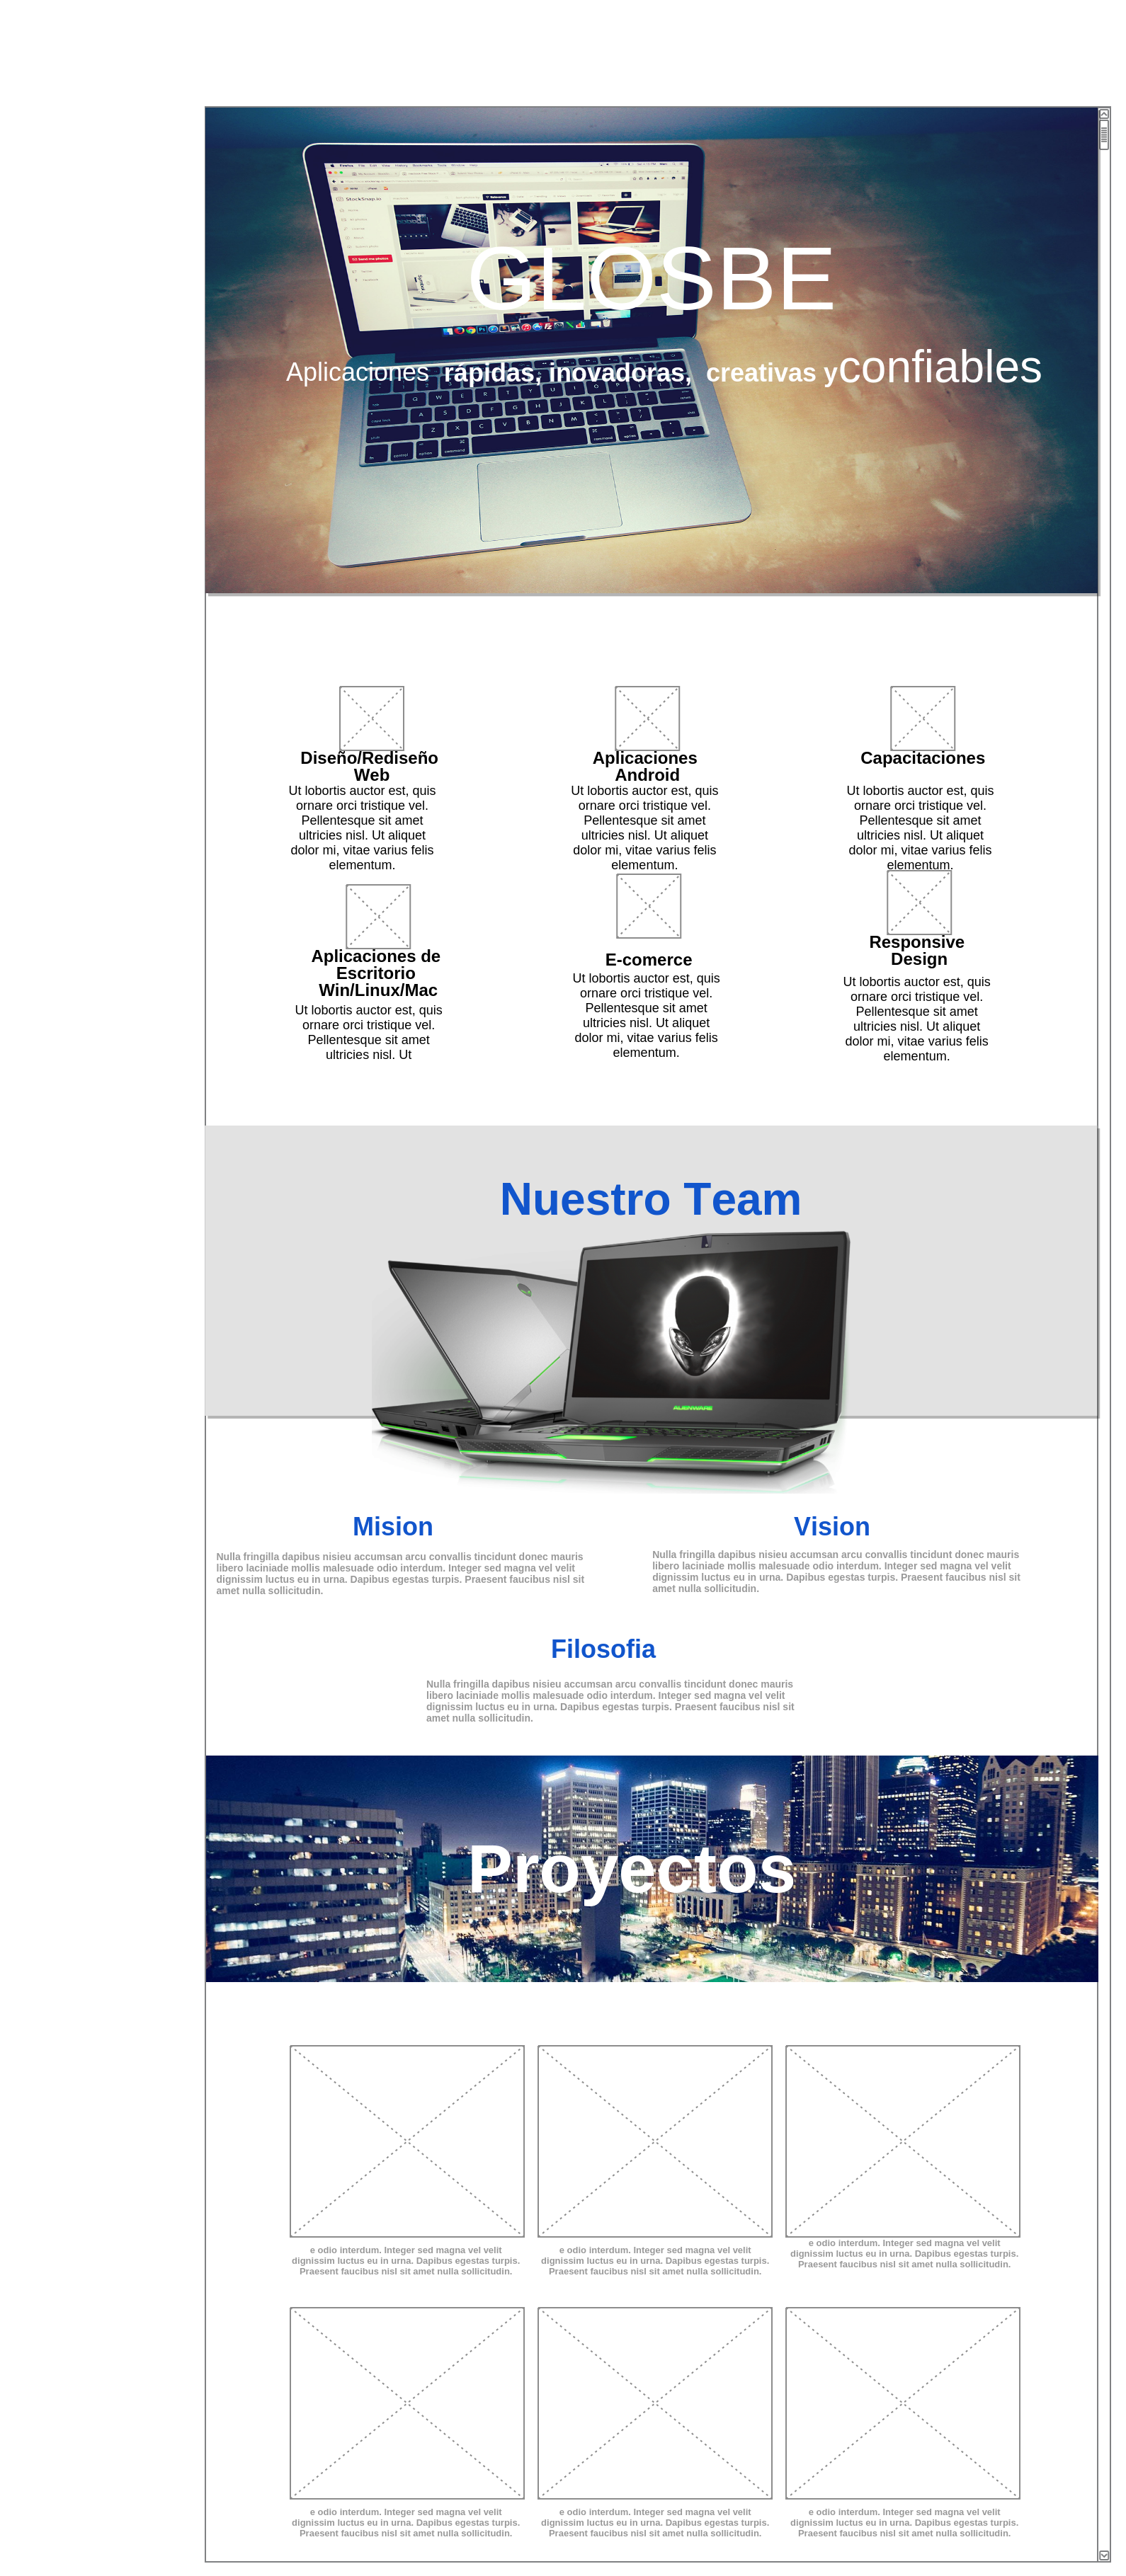 StockSnap.io
GLOSBE
Aplicaciones rápidas, inovadoras, creativas y confiables
Diseño/Rediseño
Web
Ut lobortis auctor est, quis
ornare orci tristique vel.
Pellentesque sit amet
ultricies nisl. Ut aliquet
dolor mi, vitae varius felis
elementum.
Aplicaciones
Android
Ut lobortis auctor est, quis
ornare orci tristique vel.
Pellentesque sit amet
ultricies nisl. Ut aliquet
dolor mi, vitae varius felis
elementum.
Capacitaciones
Ut lobortis auctor est, quis
ornare orci tristique vel.
Pellentesque sit amet
ultricies nisl. Ut aliquet
dolor mi, vitae varius felis
elementum.
Aplicaciones de
Escritorio
Win/Linux/Mac
Ut lobortis auctor est, quis
ornare orci tristique vel.
Pellentesque sit amet
ultricies nisl. Ut
E-comerce
Ut lobortis auctor est, quis
ornare orci tristique vel.
Pellentesque sit amet
ultricies nisl. Ut aliquet
dolor mi, vitae varius felis
elementum.
Responsive
Design
Ut lobortis auctor est, quis
ornare orci tristique vel.
Pellentesque sit amet
ultricies nisl. Ut aliquet
dolor mi, vitae varius felis
elementum.
Nuestro Team
ALIENWARE
Mision
Nulla fringilla dapibus nisieu accumsan arcu convallis tincidunt donec mauris
libero laciniade mollis malesuade odio interdum. Integer sed magna vel velit
dignissim luctus eu in urna. Dapibus egestas turpis. Praesent faucibus nisl sit
amet nulla sollicitudin.
Vision
Nulla fringilla dapibus nisieu accumsan arcu convallis tincidunt donec mauris
libero laciniade mollis malesuade odio interdum. Integer sed magna vel velit
dignissim luctus eu in urna. Dapibus egestas turpis. Praesent faucibus nisl sit
amet nulla sollicitudin.
Filosofia
Nulla fringilla dapibus nisieu accumsan arcu convallis tincidunt donec mauris
libero laciniade mollis malesuade odio interdum. Integer sed magna vel velit
dignissim luctus eu in urna. Dapibus egestas turpis. Praesent faucibus nisl sit
amet nulla sollicitudin.
Proyectos
e odio interdum. Integer sed magna vel velit
dignissim luctus eu in urna. Dapibus egestas turpis.
Praesent faucibus nisl sit amet nulla sollicitudin.
e odio interdum. Integer sed magna vel velit
dignissim luctus eu in urna. Dapibus egestas turpis.
Praesent faucibus nisl sit amet nulla sollicitudin.
e odio interdum. Integer sed magna vel velit
dignissim luctus eu in urna. Dapibus egestas turpis.
Praesent faucibus nisl sit amet nulla sollicitudin.
e odio interdum. Integer sed magna vel velit
dignissim luctus eu in urna. Dapibus egestas turpis.
Praesent faucibus nisl sit amet nulla sollicitudin.
e odio interdum. Integer sed magna vel velit
dignissim luctus eu in urna. Dapibus egestas turpis.
Praesent faucibus nisl sit amet nulla sollicitudin.
e odio interdum. Integer sed magna vel velit
dignissim luctus eu in urna. Dapibus egestas turpis.
Praesent faucibus nisl sit amet nulla sollicitudin.